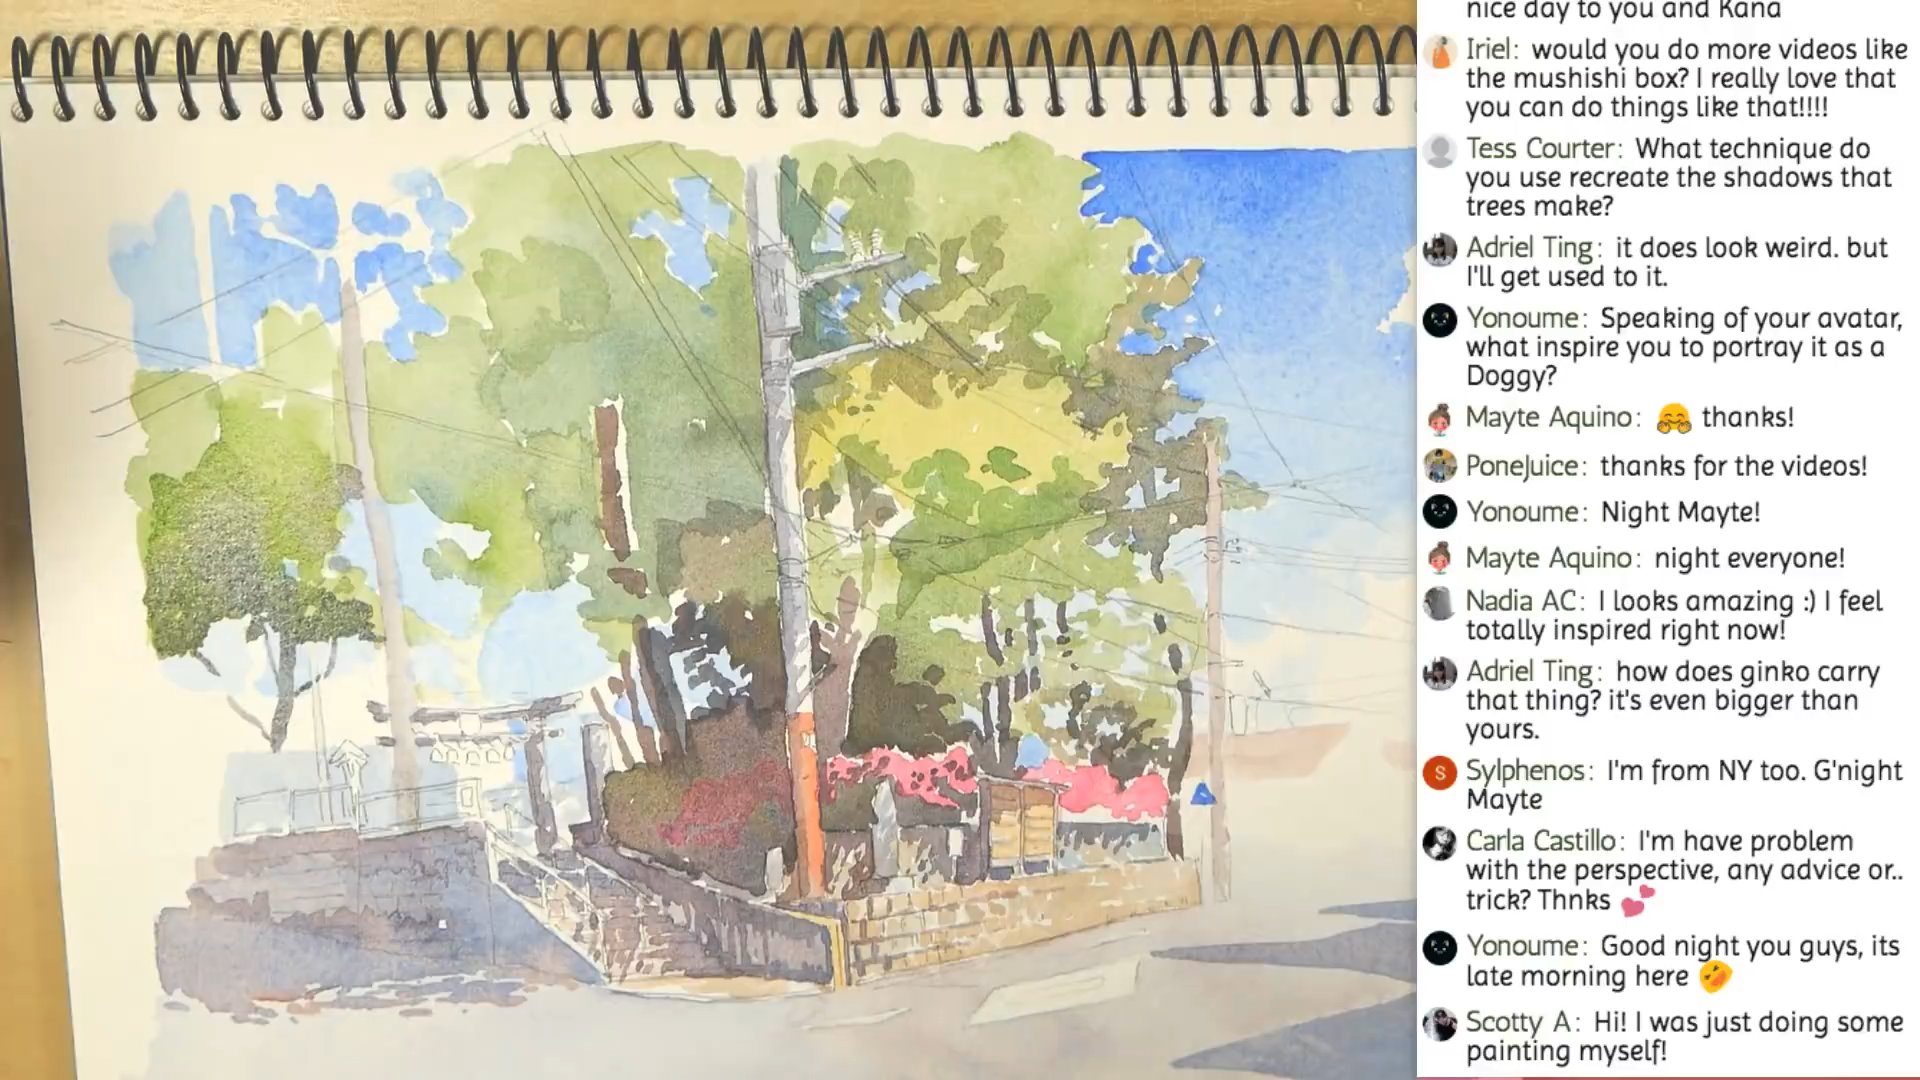 nice day to you and Kana
Iriel: would you do more videos like
the mushishi box? I really love that
you can do things like that!!!!
Tess Courter: What technique do
you use recreate the shadows that
trees make?
Adriel Ting: it does look weird. but
I'll get used to it.
Yonoume: Speaking of your avatar,
what inspire you to portray it as a
Doggy?
Mayte Aquino: 🤗 thanks!
PoneJuice: thanks for the videos!
Yonoume: Night Mayte!
Mayte Aquino: night everyone!
Nadia AC: I looks amazing :) I feel
totally inspired right now!
Adriel Ting: how does ginko carry
that thing? it's even bigger than
yours.
S
Sylphenos: I'm from NY too. G'night
Mayte
Carla Castillo: I'm have problem
with the perspective, any advice or..
trick? Thnks 💕
Yonoume: Good night you guys, its
late morning here 🤣
Scotty A: Hi! I was just doing some
painting myself!